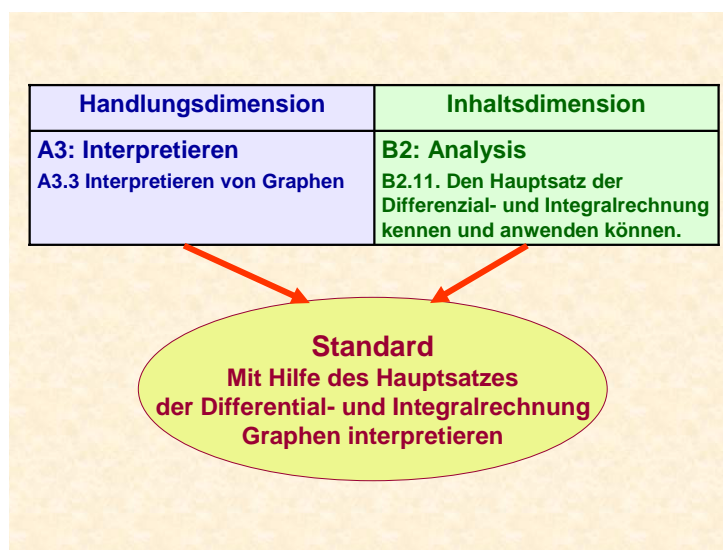 Handlungsdimension
Inhaltsdimension
A3: Interpretieren
A3.3 Interpretieren von Graphen
B2: Analysis
B2.11. Den Hauptsatz der
Differenzial- und Integralrechnung
kennen und anwenden können.
Standard
Mit Hilfe des Hauptsatzes
der Differential- und Integralrechnung
Graphen interpretieren